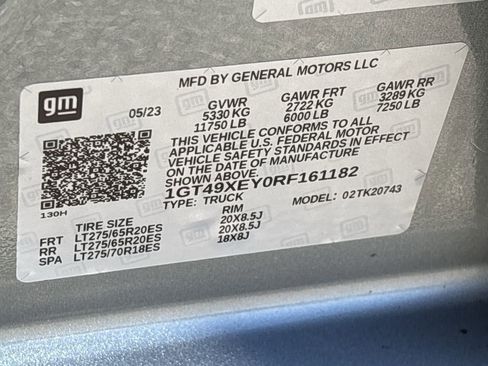 gm
MFD BY GENERAL MOTORS LLC
05/23
GVWR GAWR FRT GAWR RR
5330 KG 2722 KG 3289 KG
11750 LB 6000 LB 7250 LB
THIS VEHICLE CONFORMS TO ALL
APPLICABLE U.S. FEDERAL MOTOR
VEHICLE SAFETY STANDARDS IN EFFECT
ON THE DATE OF MANUFACTURE
SHOWN ABOVE.
1GT49XEY0RF161182
TYPE: TRUCK MODEL: 02TK20743
130H
TIRE SIZE RIM
FRT LT275/65R20ES 20X8.5J
RR LT275/65R20ES 20X8.5J
SPA LT275/70R18ES 18X8J